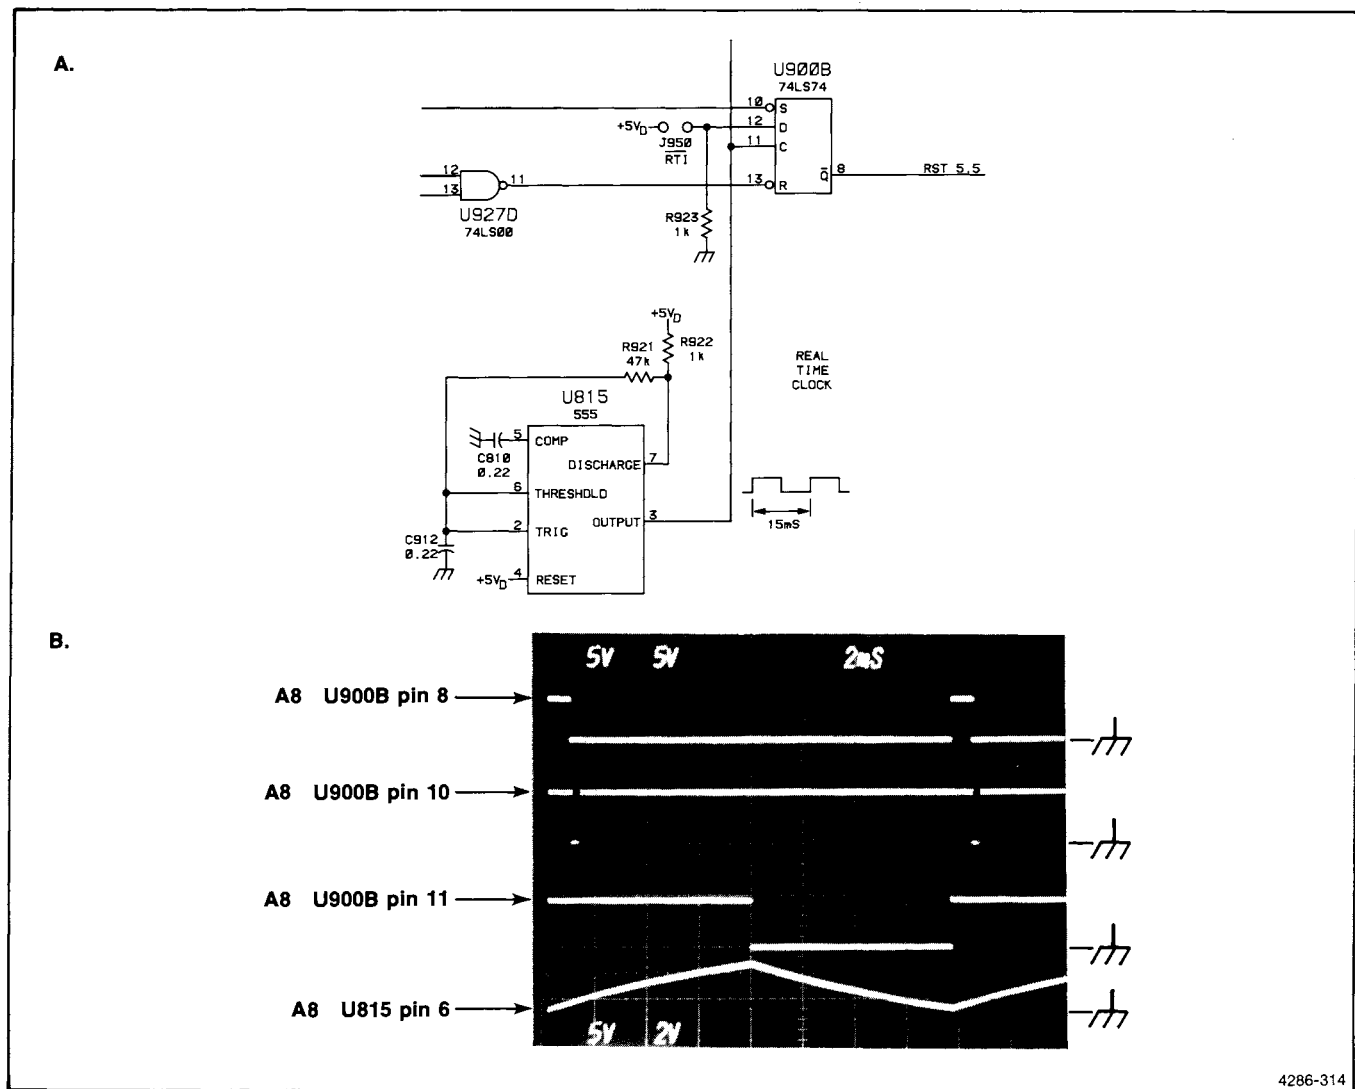 A.
U900B
74LS74
10 S
+5VD
12 D
J950
11 C
RTI
12
13
11
13 R
Q 8
RST 5.5
U927D
74LS00
R923
1k
+5VD
R921
47k
R922
1k
REAL
TIME
CLOCK
U815
555
5 COMP
C810
0.22
DISCHARGE 7
6 THRESHOLD
OUTPUT 3
2 TRIG
15mS
C912
0.22
+5VD 4 RESET
B.
5V 5V 2mS
A8 U900B pin 8
A8 U900B pin 10
A8 U900B pin 11
A8 U815 pin 6
5V 2V
4286-314